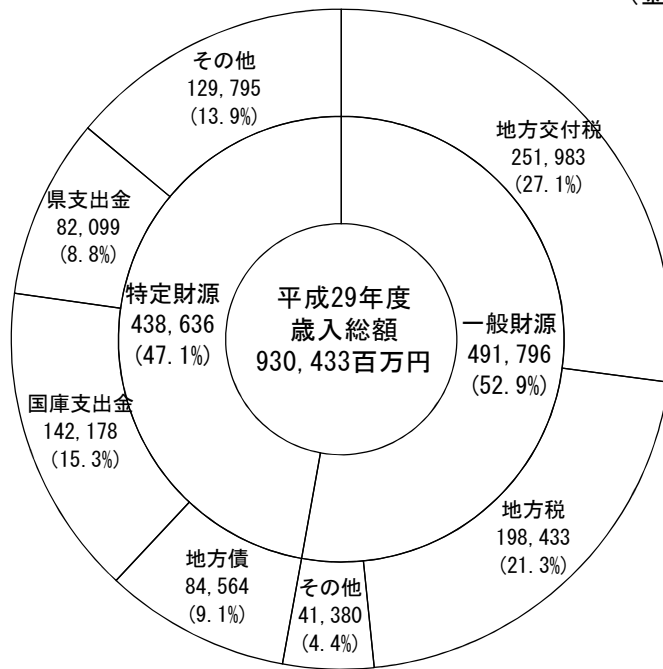 (金
その他
129,795
(13.9%)
地方交付税
251,983
(27.1%)
県支出金
82,099
(8.8%)
特定財源
438,636
(47.1%)
平成29年度
歳入総額
930,433百万円
一般財源
491,796
(52.9%)
国庫支出金
142,178
(15.3%)
地方税
198,433
(21.3%)
地方債
84,564
(9.1%)
その他
41,380
(4.4%)